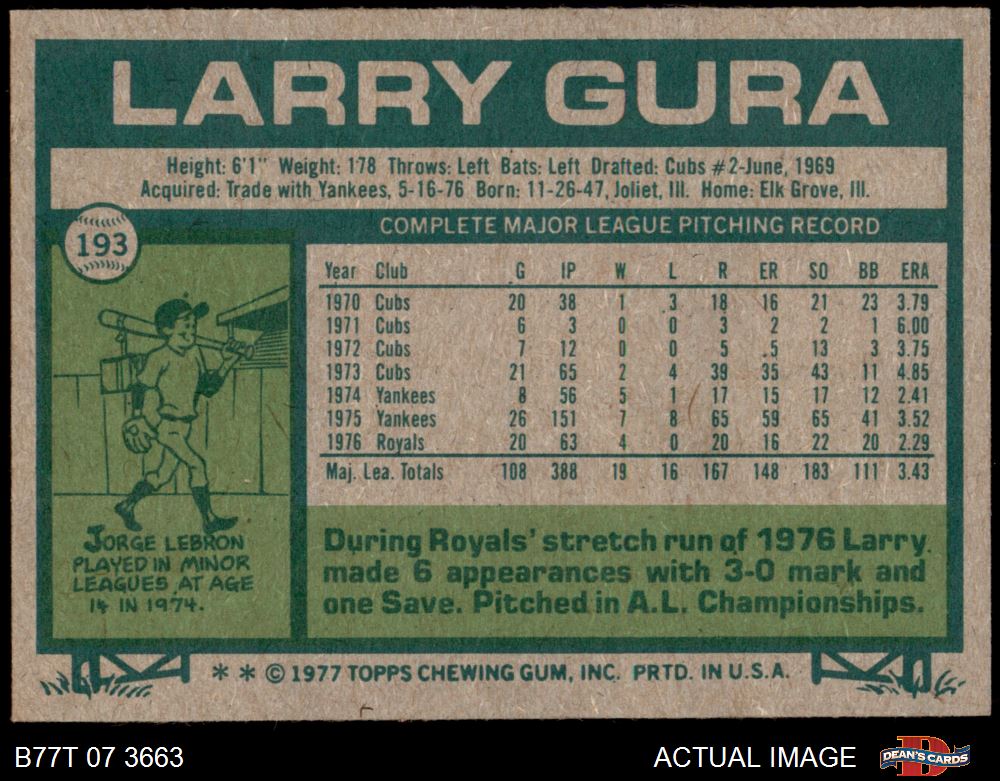 LARRY GURA
Height: 6'1" Weight: 178 Throws: Left Bats: Left Drafted: Cubs #2-June, 1969
Acquired: Trade with Yankees, 5-16-76 Born: 11-26-47, Joliet, Ill. Home: Elk Grove, Ill.
193
COMPLETE MAJOR LEAGUE PITCHING RECORD
Year Club G IP W L R ER SO BB ERA
1970 Cubs 20 38 1 3 18 16 21 23 3.79
1971 Cubs 6 3 0 0 3 2 2 1 6.00
1972 Cubs 7 12 0 0 5 .5 13 3 3.75
1973 Cubs 21 65 2 4 39 35 43 11 4.85
1974 Yankees 8 56 5 1 17 15 17 12 2.41
1975 Yankees 26 151 7 8 65 59 65 41 3.52
1976 Royals 20 63 4 0 20 16 22 20 2.29
Maj. Lea. Totals 108 388 19 16 167 148 183 111 3.43
JORGE LEBRON
PLAYED IN MINOR
LEAGUES AT AGE
14 IN 1974.
During Royals' stretch run of 1976 Larry
made 6 appearances with 3-0 mark and
one Save. Pitched in A.L. Championships.
* * © 1977 TOPPS CHEWING GUM, INC. PRTD. IN U.S.A.
B77T 07 3663
ACTUAL IMAGE
DEAN'S CARDS